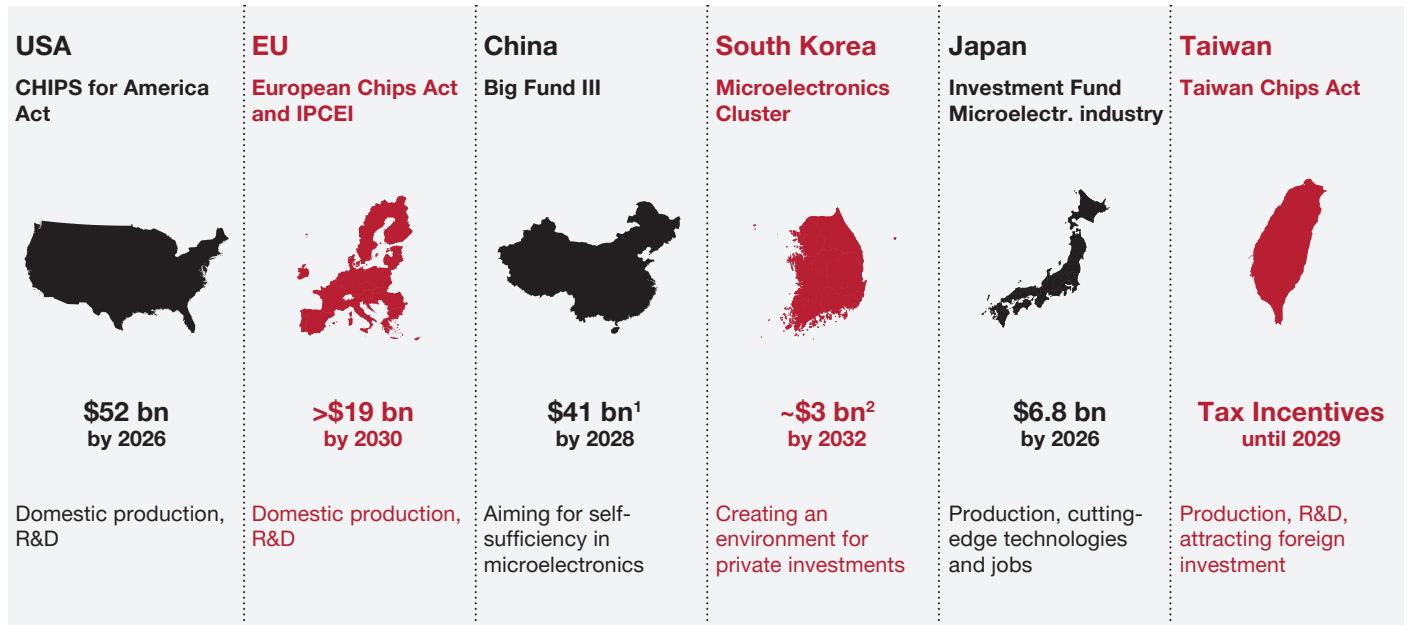 USA
CHIPS for America
Act
$52 bn
by 2026
Domestic production,
R&D
EU
European Chips Act
and IPCEI
>$19 bn
by 2030
Domestic production,
R&D
China
Big Fund III
$41 bn¹
by 2028
Aiming for self-
sufficiency in
microelectronics
South Korea
Microelectronics
Cluster
~$3 bn²
by 2032
Creating an
environment for
private investments
Japan
Investment Fund
Microelectr. industry
$6.8 bn
by 2026
Production, cutting-
edge technologies
and jobs
Taiwan
Taiwan Chips Act
Tax Incentives
until 2029
Production, R&D,
attracting foreign
investment